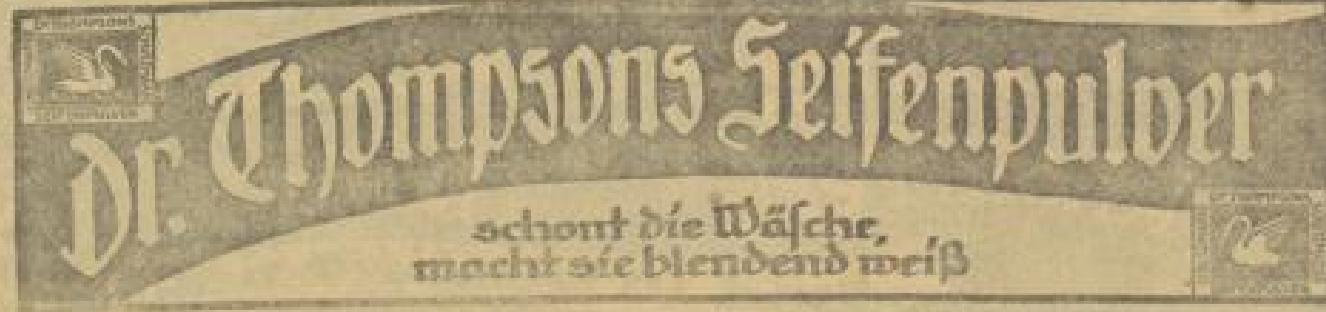 Dr. Thompsons Seifenpulver
schont die Wäsche,
macht sie blendend weiß